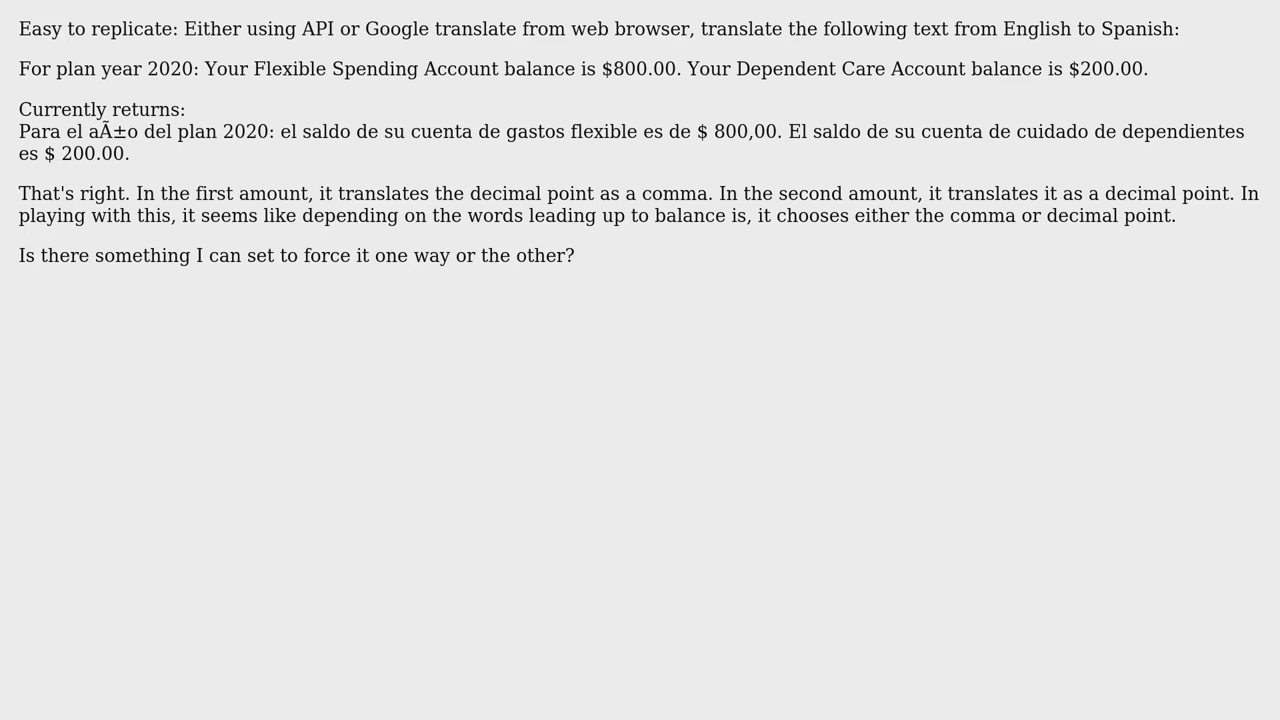 Easy to replicate: Either using API or Google translate from web browser, translate the following text from English to Spanish:
For plan year 2020: Your Flexible Spending Account balance is $800.00. Your Dependent Care Account balance is $200.00.
Currently returns:
Para el aÃ±o del plan 2020: el saldo de su cuenta de gastos flexible es de $ 800,00. El saldo de su cuenta de cuidado de dependientes
es $ 200.00.
That's right. In the first amount, it translates the decimal point as a comma. In the second amount, it translates it as a decimal point. In
playing with this, it seems like depending on the words leading up to balance is, it chooses either the comma or decimal point.
Is there something I can set to force it one way or the other?